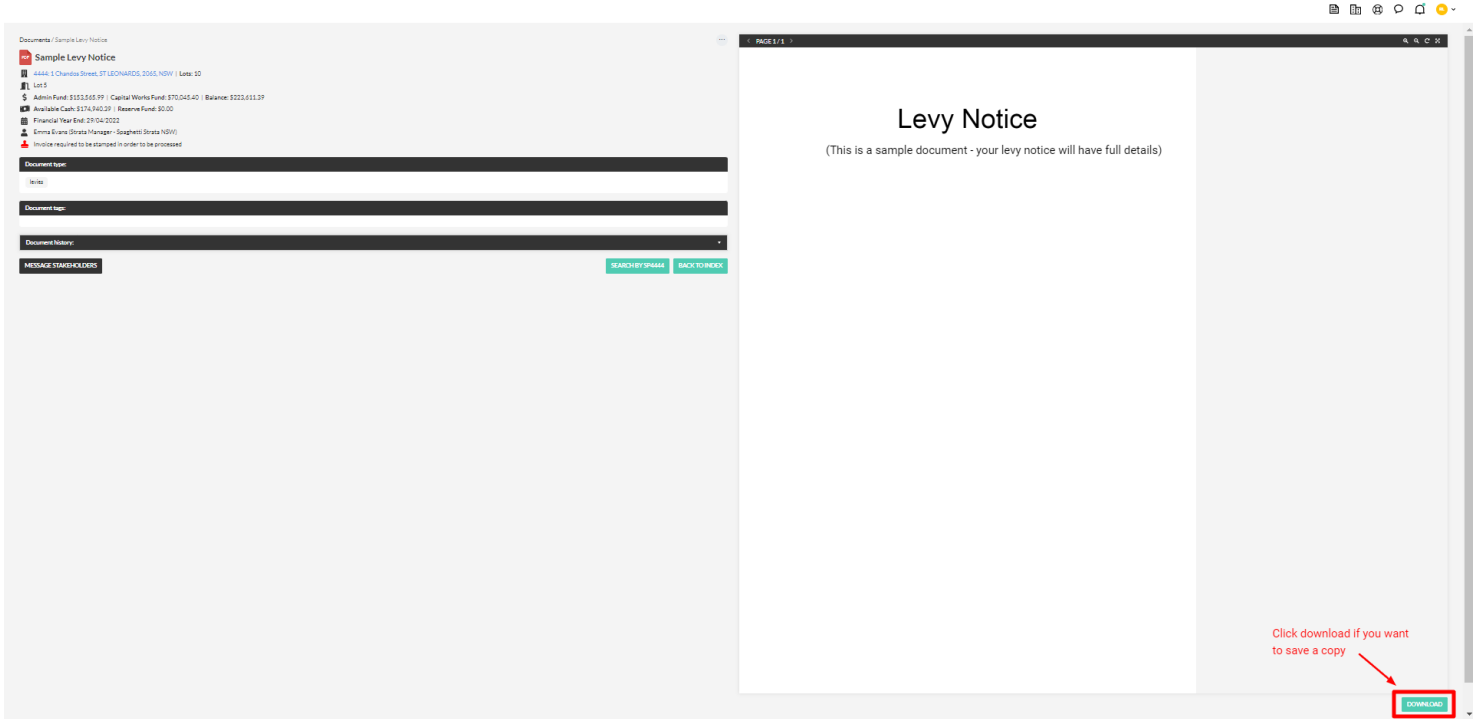 Documents / Sample Levy Notice
PDF Sample Levy Notice
4444: 1 Chandos Street, ST LEONARDS, 2065, NSW | Lots: 10
Lot 5
Admin Fund: $153,565.99 | Capital Works Fund: $70,045.40 | Balance: $223,611.39
Available Cash: $174,940.29 | Reserve Fund: $0.00
Financial Year End: 29/04/2022
Emma Evans (Strata Manager - Spaghetti Strata NSW)
Invoice required to be stamped in order to be processed
Document type:
levies
Document tags:
Document history:
MESSAGE STAKEHOLDERS
SEARCH BY SP4444
BACK TO INDEX
PAGE 1 / 1
Levy Notice
(This is a sample document - your levy notice will have full details)
Click download if you want
to save a copy
DOWNLOAD